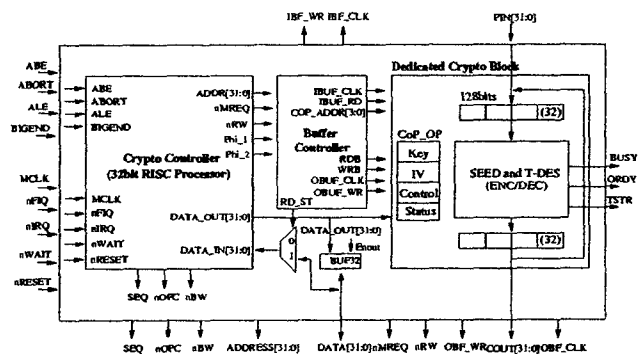 IBF_WR IBF_CLK PIN[31:0]
ABE
ABORT
ALE
BIGEND
MCLK
nFIQ
nIRQ
nWAIT
nRESET
ABE
ABORT
ALE
BIGEND
Crypto Controller
(32bit RISC Processor)
MCLK
nFIQ
nIRQ
nWAIT
nRESET
ADDR[31:0]
nMREQ
nRW
Phi_1
Phi_2
DATA_OUT[31:0]
DATA_IN[31:0]
SEQ nOPC nBW
IBUF_CLK
IBUF_RD
COP_ADDR[3:0]
Buffer
Controller
RDB
WRB
OBUF_CLK
OBUF_WR
RD_ST
0
1
DATA_OUT[31:0]
Enout
BUF32
Dedicated Crypto Block
128bits
(32)
CoP_OP
Key
IV
Control
Status
SEED and T-DES
(ENC/DEC)
(32)
BUSY
ORDY
TSTR
SEQ nOPC nBW ADDRESS[31:0] DATA[31:0] nMREQ nRW OBF_WR COUT[31:0] OBF_CLK